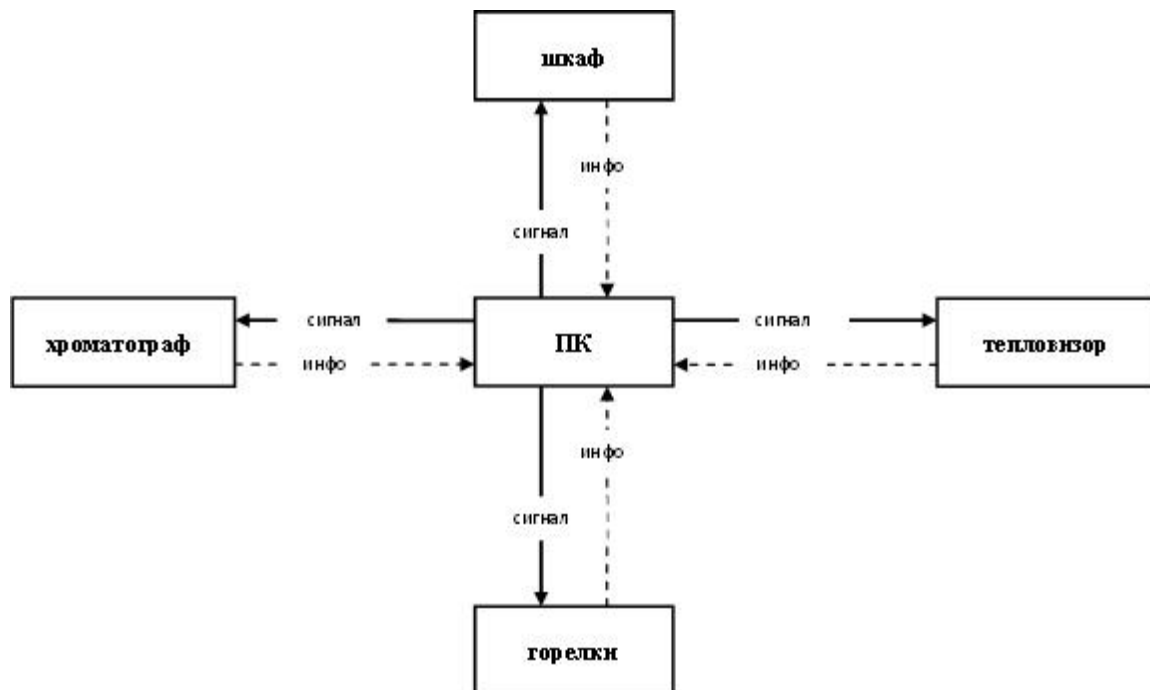 шкаф
инфо
сигнал
сигнал
сигнал
хроматограф
ПК
тепловизор
инфо
инфо
инфо
сигнал
горелки